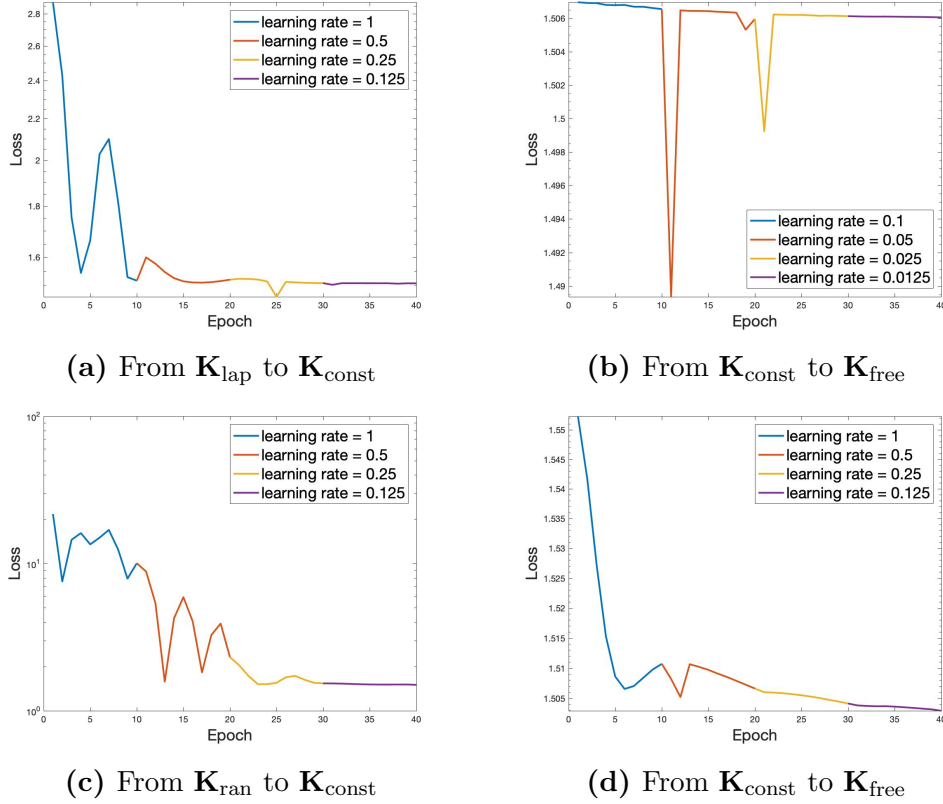 learning rate = 1
learning rate = 0.5
learning rate = 0.25
learning rate = 0.125
2.8
2.6
2.4
2.2
2
1.8
1.6
Loss
0 5 10 15 20 25 30 35 40
Epoch
(a) From K_lap to K_const
1.506
1.504
1.502
1.5
1.498
1.496
1.494
1.492
1.49
Loss
learning rate = 0.1
learning rate = 0.05
learning rate = 0.025
learning rate = 0.0125
0 5 10 15 20 25 30 35 40
Epoch
(b) From K_const to K_free
10^2
10^1
10^0
Loss
learning rate = 1
learning rate = 0.5
learning rate = 0.25
learning rate = 0.125
0 5 10 15 20 25 30 35 40
Epoch
(c) From K_ran to K_const
1.55
1.545
1.54
1.535
1.53
1.525
1.52
1.515
1.51
1.505
Loss
learning rate = 1
learning rate = 0.5
learning rate = 0.25
learning rate = 0.125
0 5 10 15 20 25 30 35 40
Epoch
(d) From K_const to K_free